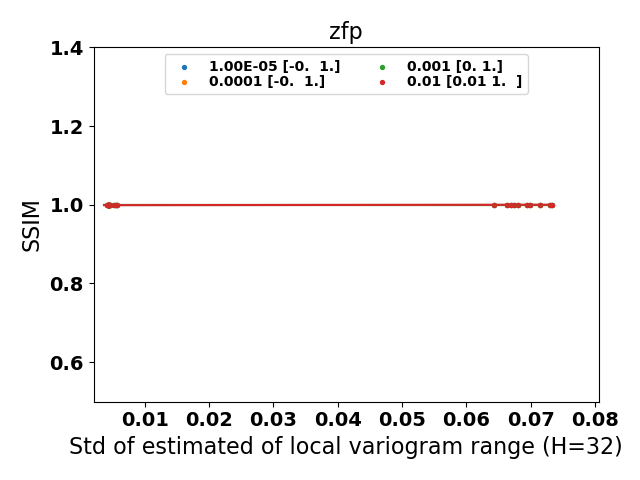 zfp
1.4
1.00E-05 [-0.  1.]
0.001 [0. 1.]
0.0001 [-0.  1.]
0.01 [0.01 1.  ]
1.2
1.0
0.8
0.6
SSIM
0.01 0.02 0.03 0.04 0.05 0.06 0.07 0.08
Std of estimated of local variogram range (H=32)